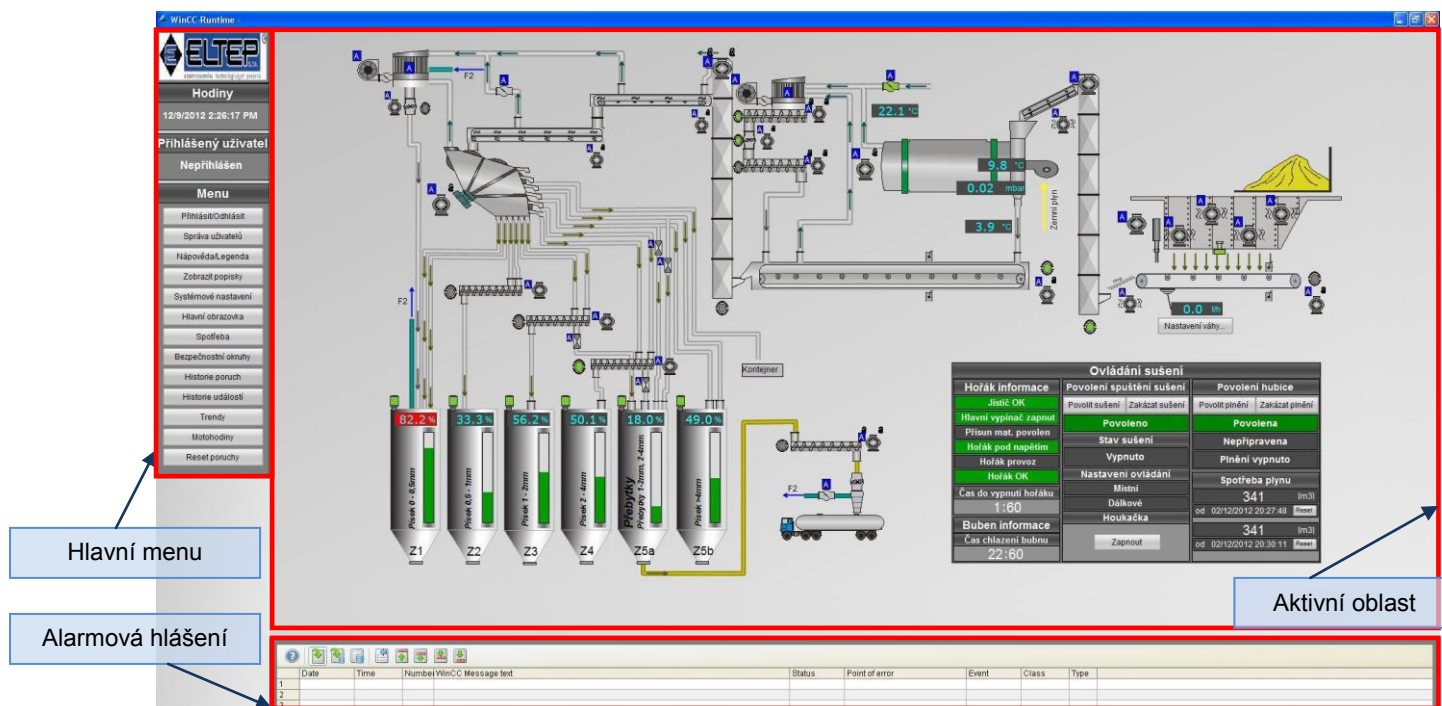 WinCC-Runtime -
ELTEP
s.r.o.
Hodiny
12/9/2012 2:26:17 PM
Přihlášený uživatel
Nepřihlášen
Menu
Přihlásit/Odhlásit
Správa uživatelů
Nápověda/Legenda
Zobrazit popisky
Systémové nastavení
Hlavní obrazovka
Spotřeba
Bezpečnostní okruhy
Historie poruch
Historie událostí
Trendy
Motohodiny
Reset poruchy
Hlavní menu
Alarmová hlášení
Aktivní oblast
F2
22.1 °C
9.8 °C
0.02 mbar
3.9 °C
Zemní plyn
0.0 t/h
Nastavení váhy...
F2
Kontejner
82.2 %
33.3 %
56.2 %
50.1 %
18.0 %
49.0 %
Písek 0 - 0,5mm
Písek 0,5 - 1mm
Písek 1 - 2mm
Písek 2 - 4mm
Přebytky
Přebytky 1-2mm, 2-4mm
Písek >4mm
Z1
Z2
Z3
Z4
Z5a
Z5b
F2
Ovládání sušení
Hořák informace
Jistič OK
Hlavní vypínač zapnut
Přísun mat. povolen
Hořák pod napětím
Hořák provoz
Hořák OK
Čas do vypnutí hořáku
1:60
Buben informace
Čas chlazení bubnu
22:60
Povolení spuštění sušení
Povolit sušení Zakázat sušení
Povoleno
Stav sušení
Vypnuto
Nastavení ovládání
Místní
Dálkové
Houkačka
Zapnout
Povolení hubice
Povolit plnění Zakázat plnění
Povolena
Nepřipravena
Plnění vypnuto
Spotřeba plynu
341 [m3]
od 02/12/2012 20:27:48 Reset
341 [m3]
od 02/12/2012 20:30:11 Reset
Date Time Number WinCC Message text Status Point of error Event Class Type
1
2
3